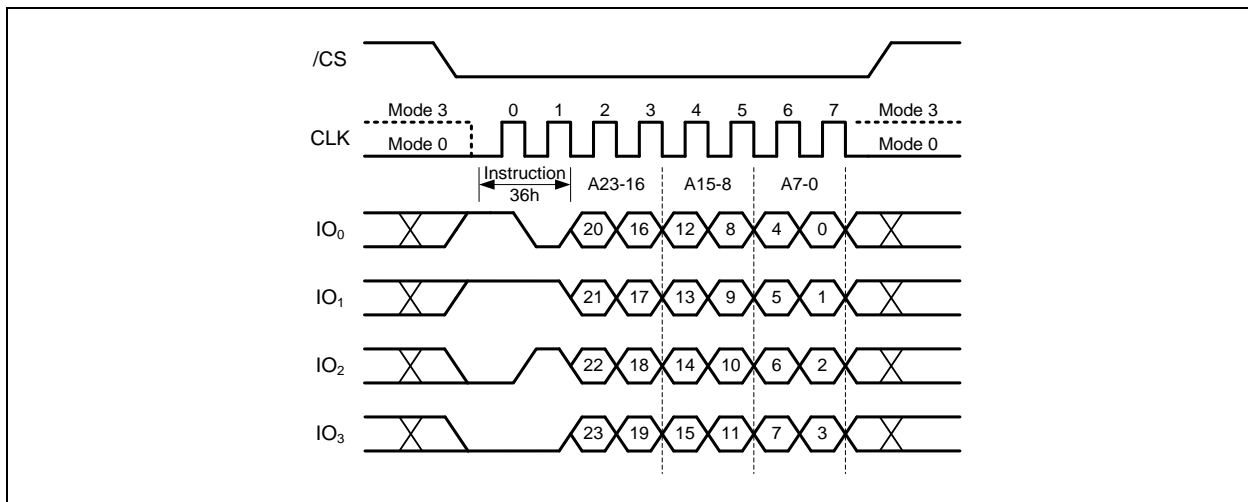 /CS
Mode 3 0 1 2 3 4 5 6 7 Mode 3
CLK
Mode 0 Mode 0
Instruction
36h
A23-16 A15-8 A7-0
IO₀ 20 16 12 8 4 0
IO₁ 21 17 13 9 5 1
IO₂ 22 18 14 10 6 2
IO₃ 23 19 15 11 7 3